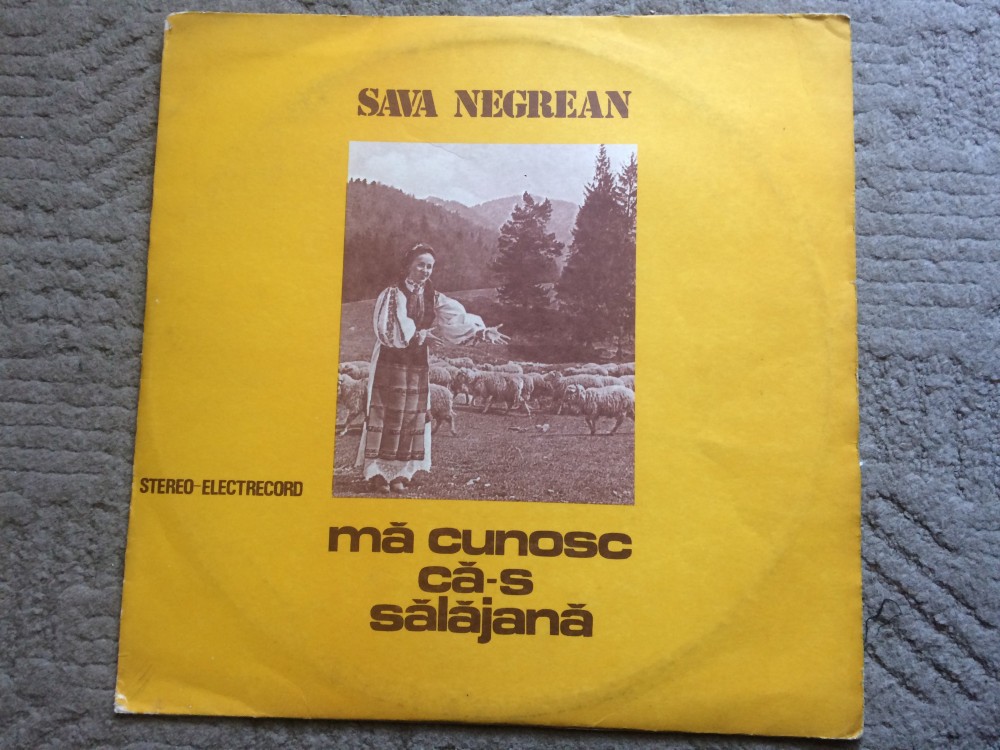 SAVA NEGREAN
STEREO-ELECTRECORD
mă cunosc
că-s
sălăjană